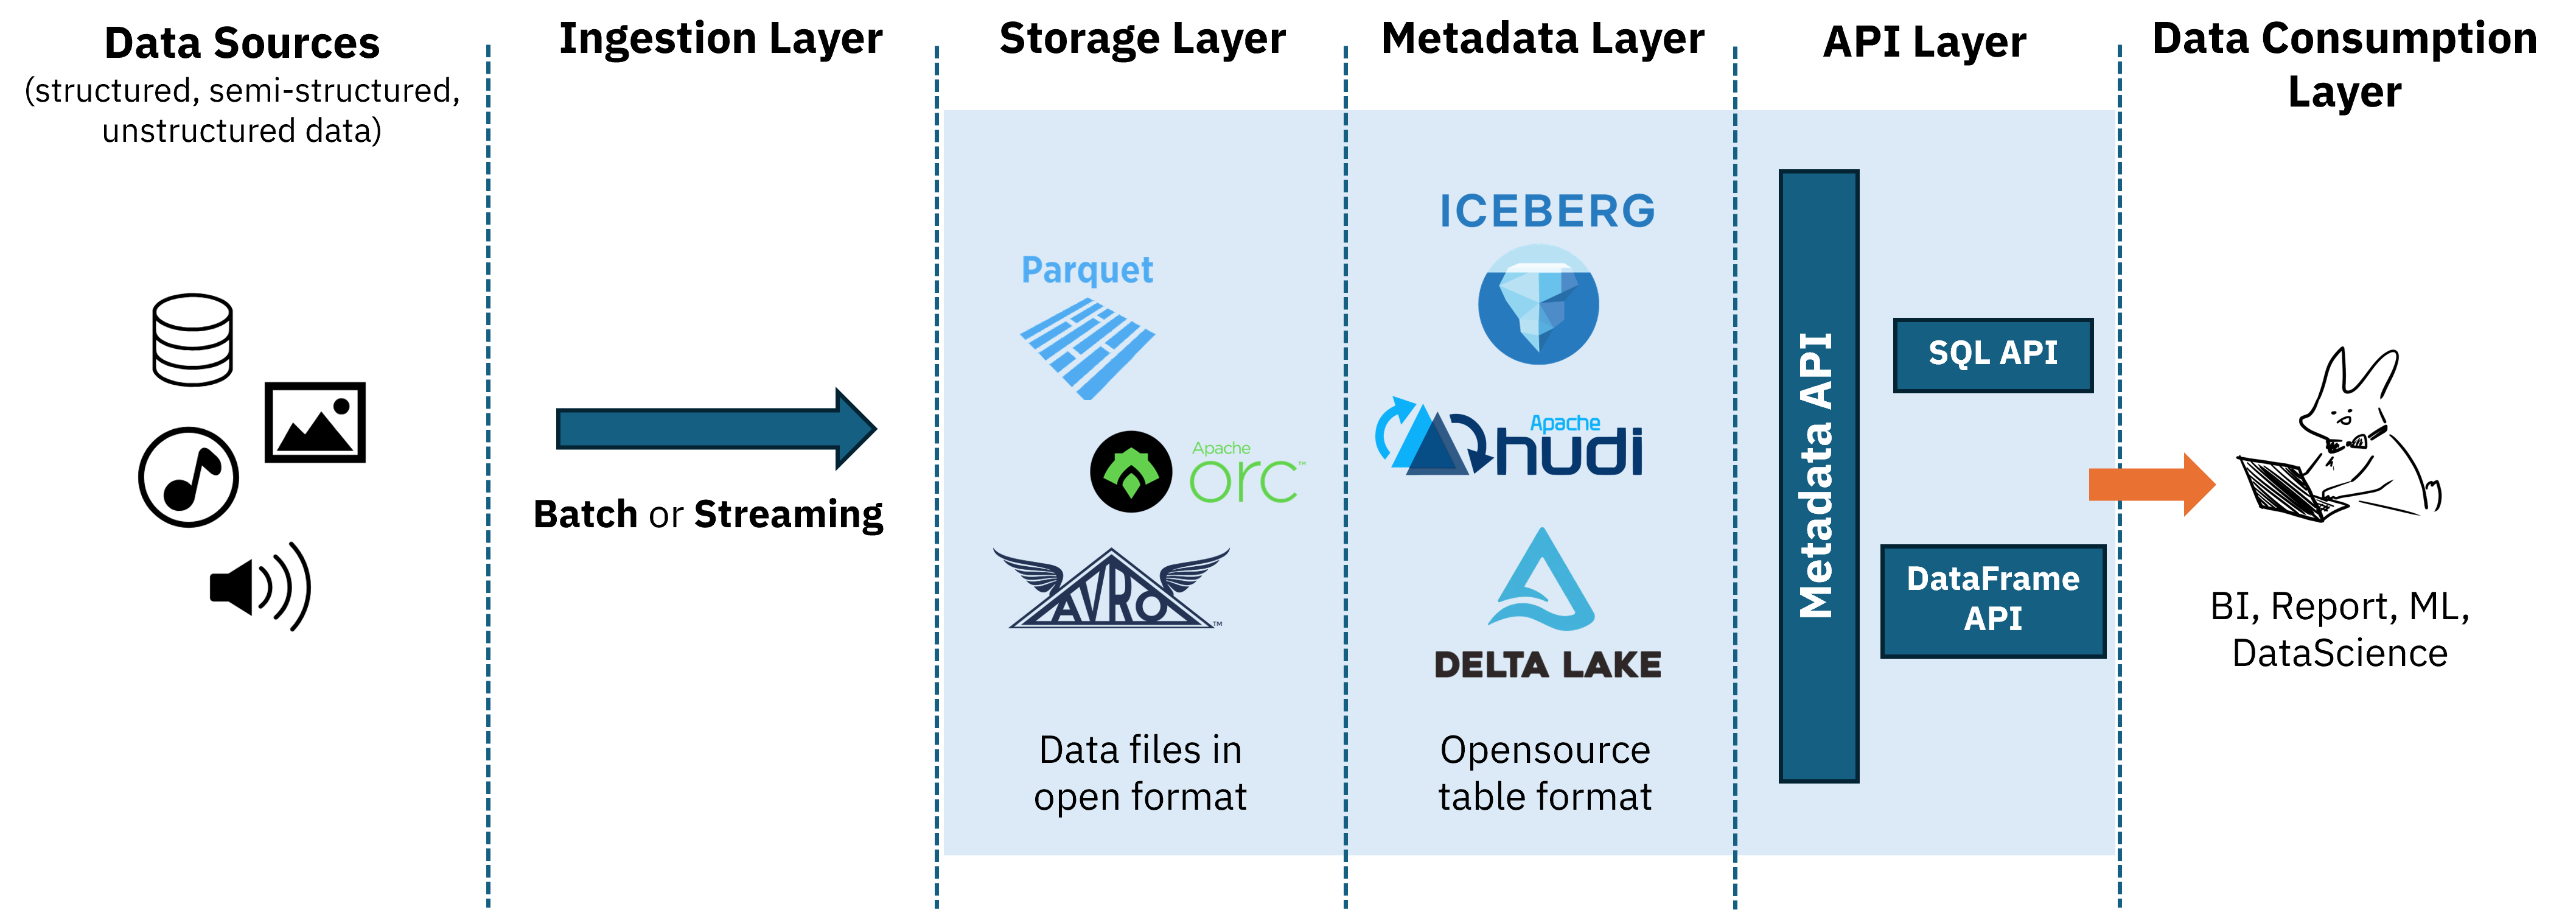 Data Sources
(structured, semi-structured,
unstructured data)
Ingestion Layer
Batch or Streaming
Storage Layer
Parquet
Apache
orc™
AVRO™
Data files in
open format
Metadata Layer
ICEBERG
Apache
hudi
DELTA LAKE
Opensource
table format
API Layer
Metadata API
SQL API
DataFrame
API
Data Consumption
Layer
BI, Report, ML,
DataScience